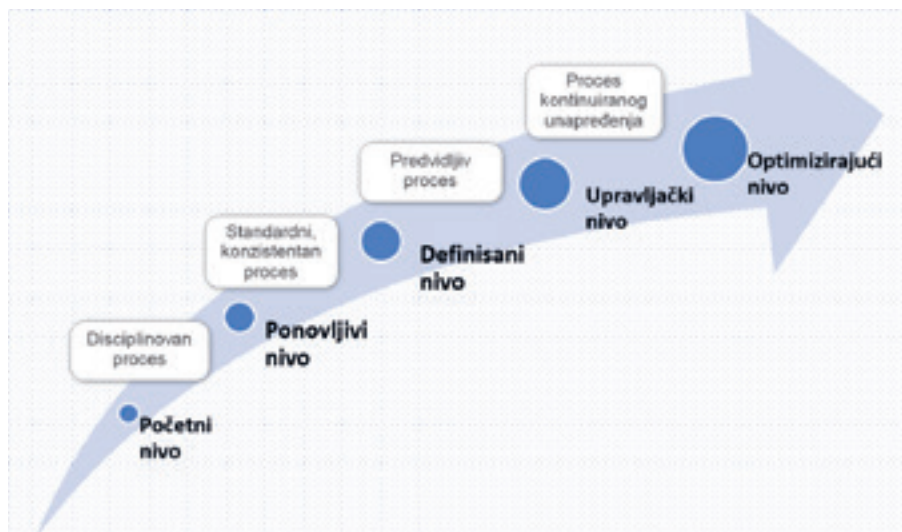 Proces
kontinuiranog
unapređenja
Optimizirajući
nivo
Predvidljiv
proces
Upravljački
nivo
Standardni,
konzistentan
proces
Definisani
nivo
Disciplinovan
proces
Ponovljivi
nivo
Početni
nivo